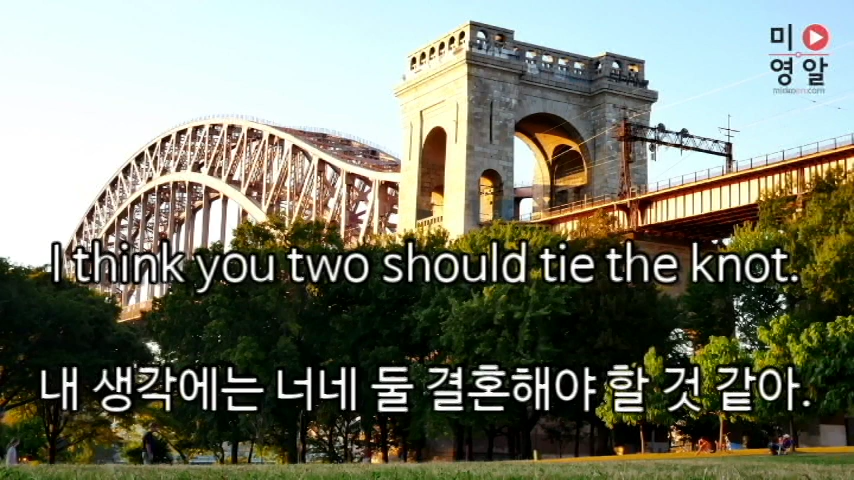 미
영알
I think you two should tie the knot.
내 생각에는 너네 둘 결혼해야 할 것 같아.